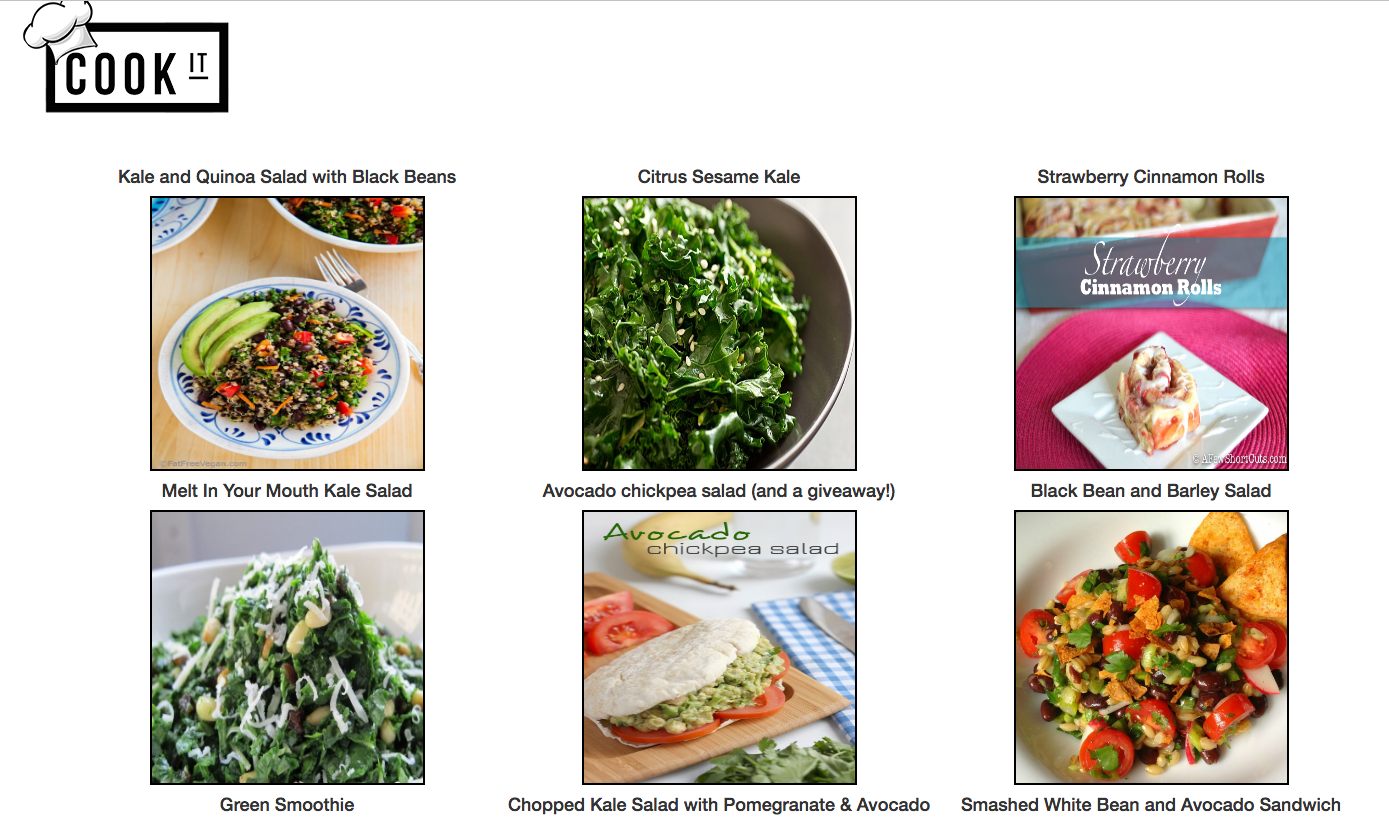 COOK IT
Kale and Quinoa Salad with Black Beans
Citrus Sesame Kale
Strawberry Cinnamon Rolls
©FatFreeVegan.com
Strawberry
Cinnamon Rolls
© AFewShortCuts.com
Melt In Your Mouth Kale Salad
Avocado chickpea salad (and a giveaway!)
Black Bean and Barley Salad
Avocado
chickpea salad
Green Smoothie
Chopped Kale Salad with Pomegranate & Avocado
Smashed White Bean and Avocado Sandwich